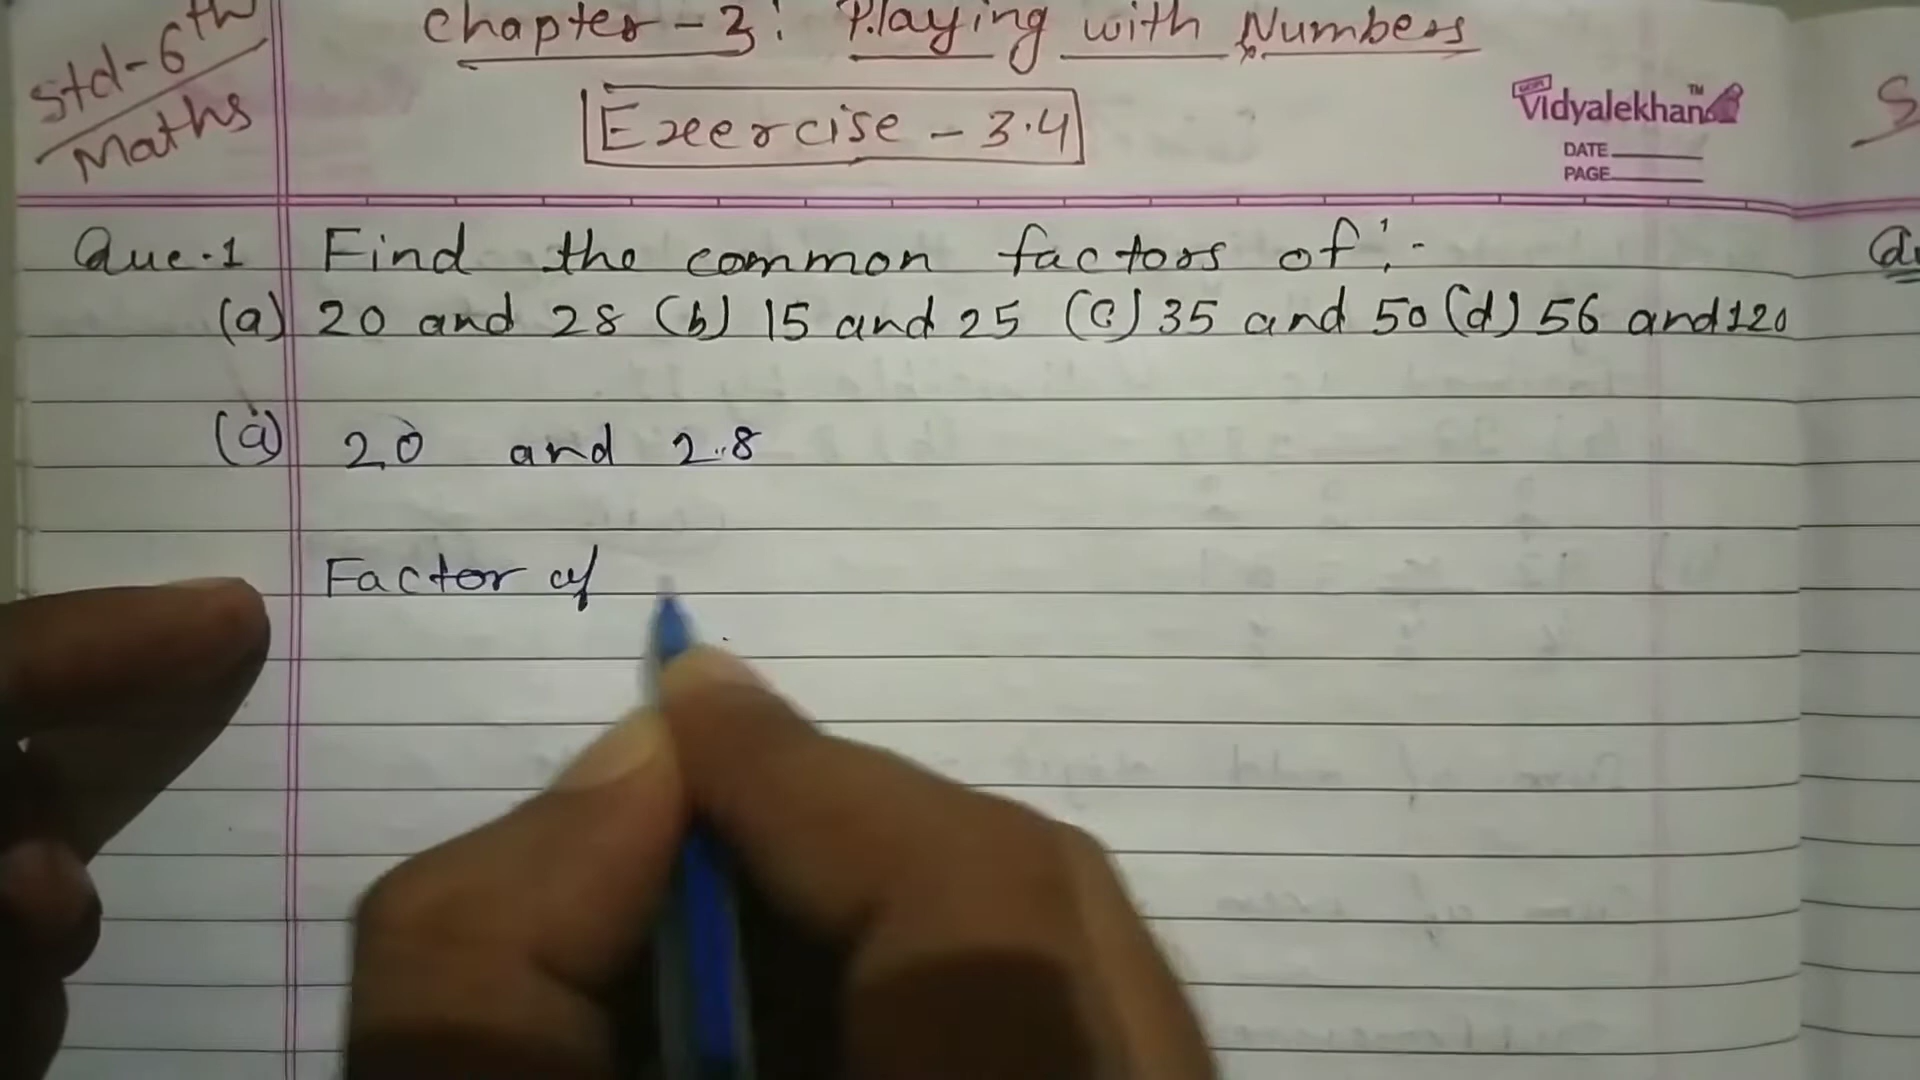 Std-6th
Maths
Chapter-3: Playing with Numbers
Exercise - 3.4
Vidyalekhan™
DATE
PAGE
Que.1 Find the common factors of:-
(a) 20 and 28 (b) 15 and 25 (c) 35 and 50 (d) 56 and 120
(a) 20 and 28
Factor of